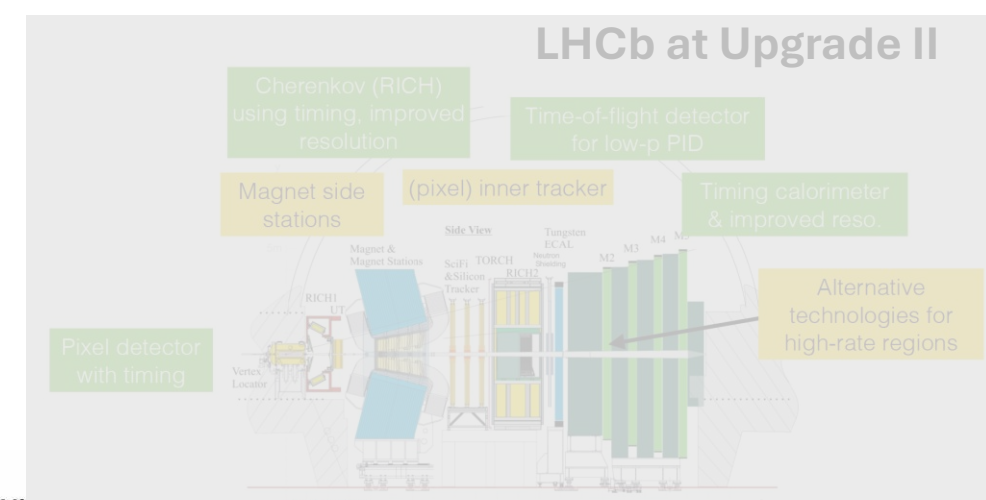 LHCb at Upgrade II
Cherenkov (RICH)
using timing, improved
resolution
Time-of-flight detector
for low-p PID
Magnet side
stations
(pixel) inner tracker
Timing calorimeter
& improved reso.
Side View
Tungsten
ECAL
Magnet &
Magnet Stations
SciFi
&Silicon
Tracker
TORCH
RICH2
Neutron
Shielding
M2
M3
M4
M5
RICH1
UT
Alternative
technologies for
high-rate regions
Pixel detector
with timing
Vertex
Locator